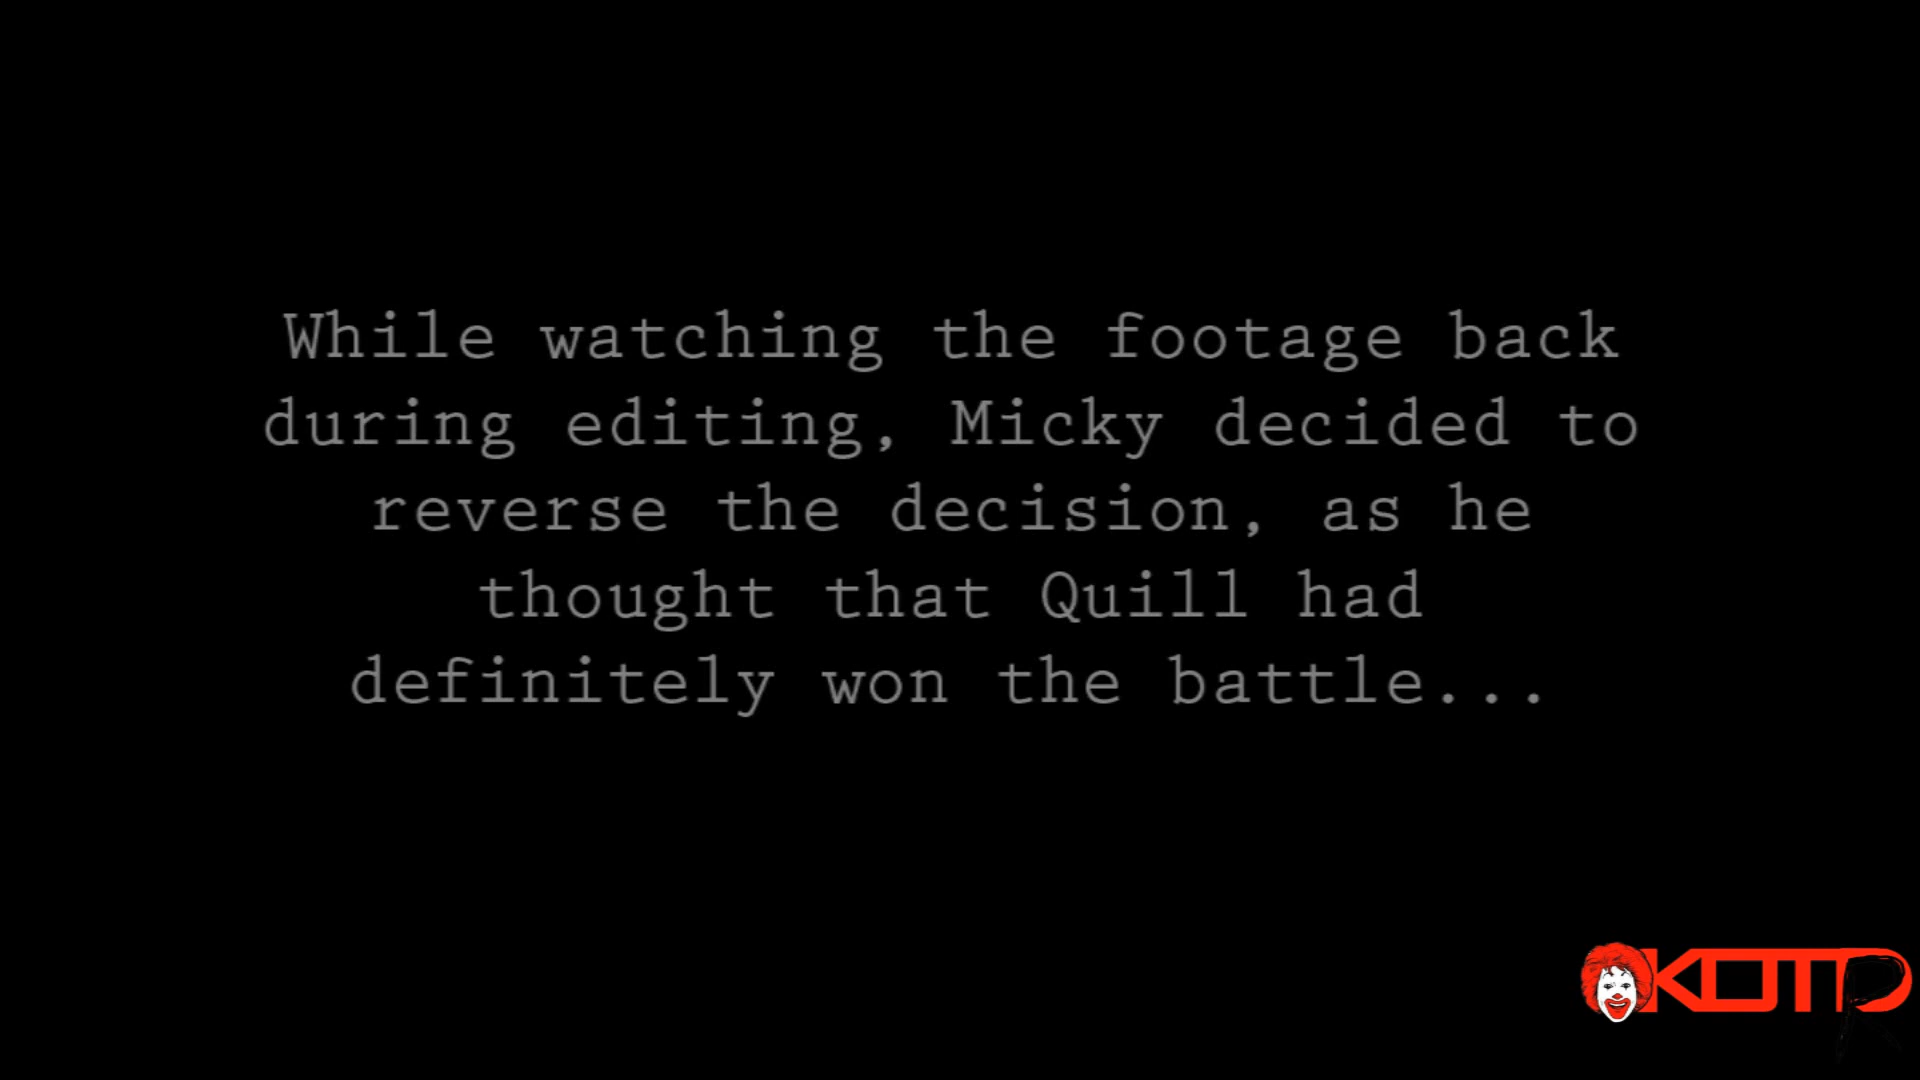 While watching the footage back
during editing, Micky decided to
reverse the decision, as he
thought that Quill had
definitely won the battle...
KOTD